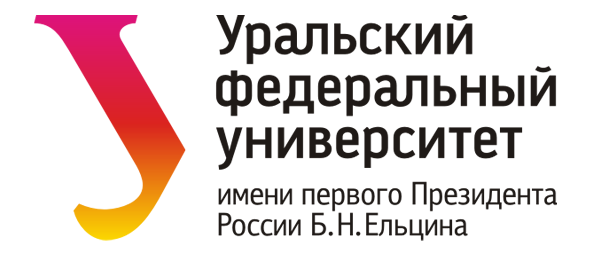 У
Уральский
федеральный
университет
имени первого Президента
России Б.Н.Ельцина